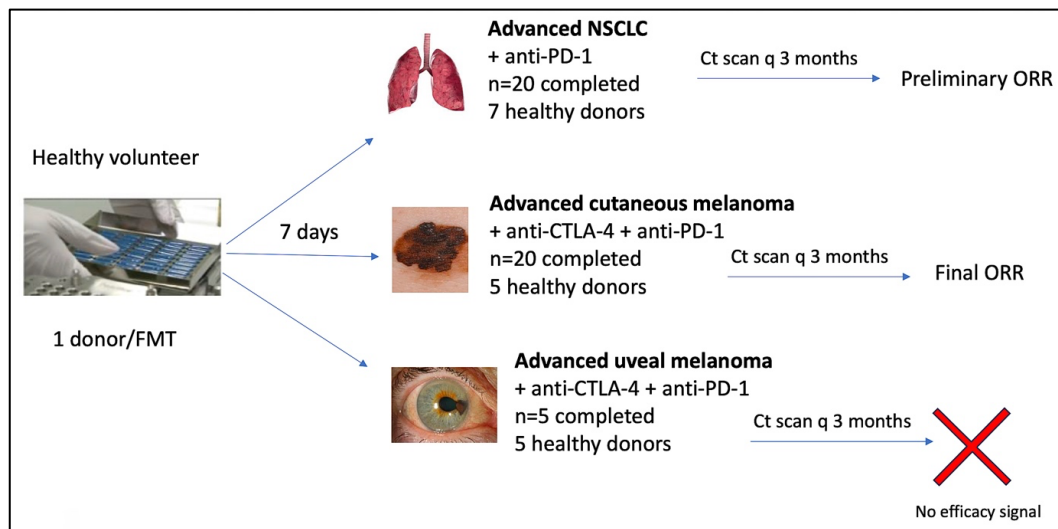 Healthy volunteer
1 donor/FMT
7 days
Advanced NSCLC
+ anti-PD-1
n=20 completed
7 healthy donors
Ct scan q 3 months
Preliminary ORR
Advanced cutaneous melanoma
+ anti-CTLA-4 + anti-PD-1
n=20 completed
5 healthy donors
Ct scan q 3 months
Final ORR
Advanced uveal melanoma
+ anti-CTLA-4 + anti-PD-1
n=5 completed
5 healthy donors
Ct scan q 3 months
No efficacy signal